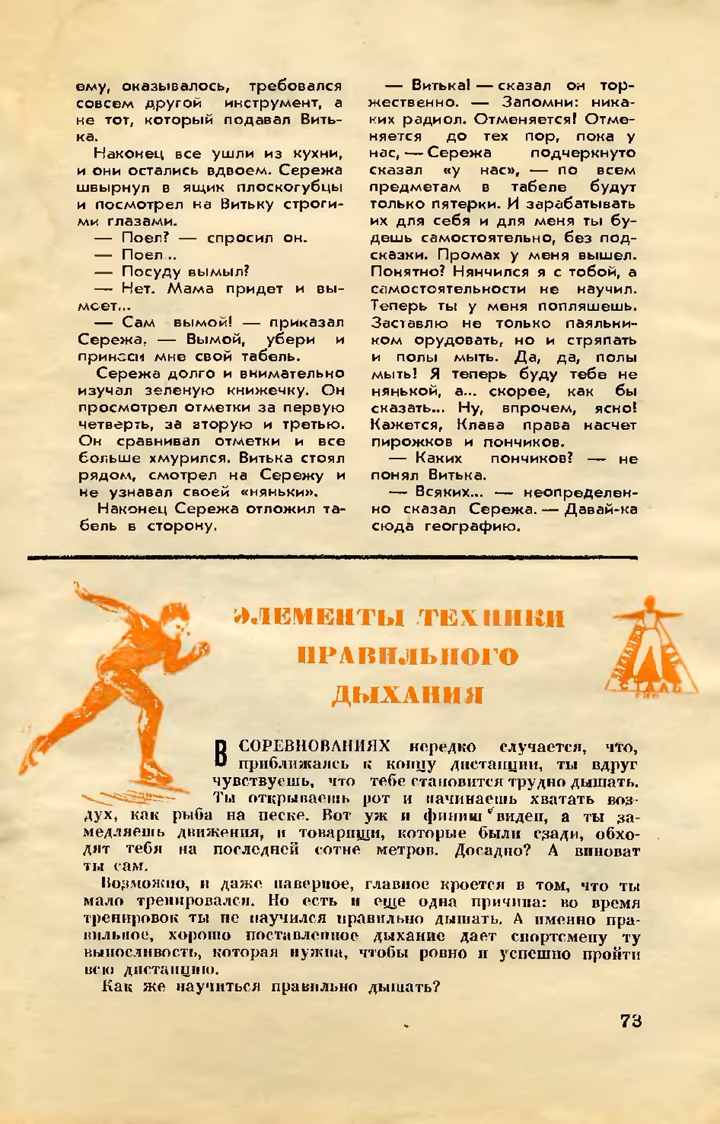 ему, оказывалось, требовался
совсем другой инструмент, а
не тот, который подавал Вить-
ка.
Наконец все ушли из кухни,
и они остались вдвоем. Сережа
швырнул в ящик плоскогубцы
и посмотрел на Витьку строги-
ми глазами.
— Поел? — спросил он.
— Поел...
— Посуду вымыл?
— Нет. Мама придет и вы-
моет...
— Сам вымой! — приказал
Сережа. — Вымой, убери и
принеси мне свой табель.
Сережа долго и внимательно
изучал зеленую книжечку. Он
просмотрел отметки за первую
четверть, за вторую и третью.
Он сравнивал отметки и все
больше хмурился. Витька стоял
рядом, смотрел на Сережу и
не узнавал своей «няньки».
Наконец Сережа отложил та-
бель в сторону.
— Витька! — сказал он тор-
жественно. — Запомни: ника-
ких радиол. Отменяется! Отме-
няется до тех пор, пока у
нас, — Сережа подчеркнуто
сказал «у нас», — по всем
предметам в табеле будут
только пятерки. И зарабатывать
их для себя и для меня ты бу-
дешь самостоятельно, без под-
сказки. Промах у меня вышел.
Понятно? Нянчился я с тобой, а
самостоятельности не научил.
Теперь ты у меня попляшешь.
Заставлю не только паяльни-
ком орудовать, но и стряпать
и полы мыть. Да, да, полы
мыть! Я теперь буду тебе не
нянькой, а... скорее, как бы
сказать... Ну, впрочем, ясно!
Кажется, Клава права насчет
пирожков и пончиков.
— Каких пончиков? — не
понял Витька.
— Всяких... — неопределен-
но сказал Сережа. — Давай-ка
сюда географию.
ЭЛЕМЕНТЫ ТЕХНИКИ
ПРАВИЛЬНОГО
ДЫХАНИЯ
СТАЛЬ
В СОРЕВНОВАНИЯХ нередко случается, что,
приближаясь к концу дистанции, ты вдруг
чувствуешь, что тебе становится трудно дышать.
Ты открываешь рот и начинаешь хватать воз-
дух, как рыба на песке. Вот уж и финиш виден, а ты за-
медляешь движения, и товарищи, которые были сзади, обхо-
дят тебя на последней сотне метров. Досадно? А виноват
ты сам.
Возможно, и даже наверное, главное кроется в том, что ты
мало тренировался. Но есть и еще одна причина: во время
тренировок ты не научился правильно дышать. А именно пра-
вильное, хорошо поставленное дыхание дает спортсмену ту
выносливость, которая нужна, чтобы ровно и успешно пройти
всю дистанцию.
Как же научиться правильно дышать?
73